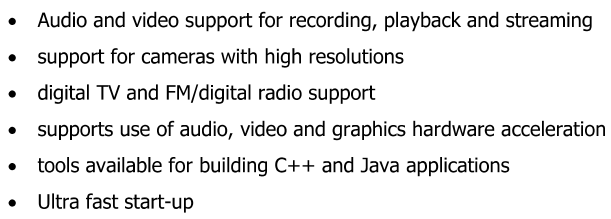 • Audio and video support for recording, playback and streaming
• support for cameras with high resolutions
• digital TV and FM/digital radio support
• supports use of audio, video and graphics hardware acceleration
• tools available for building C++ and Java applications
• Ultra fast start-up